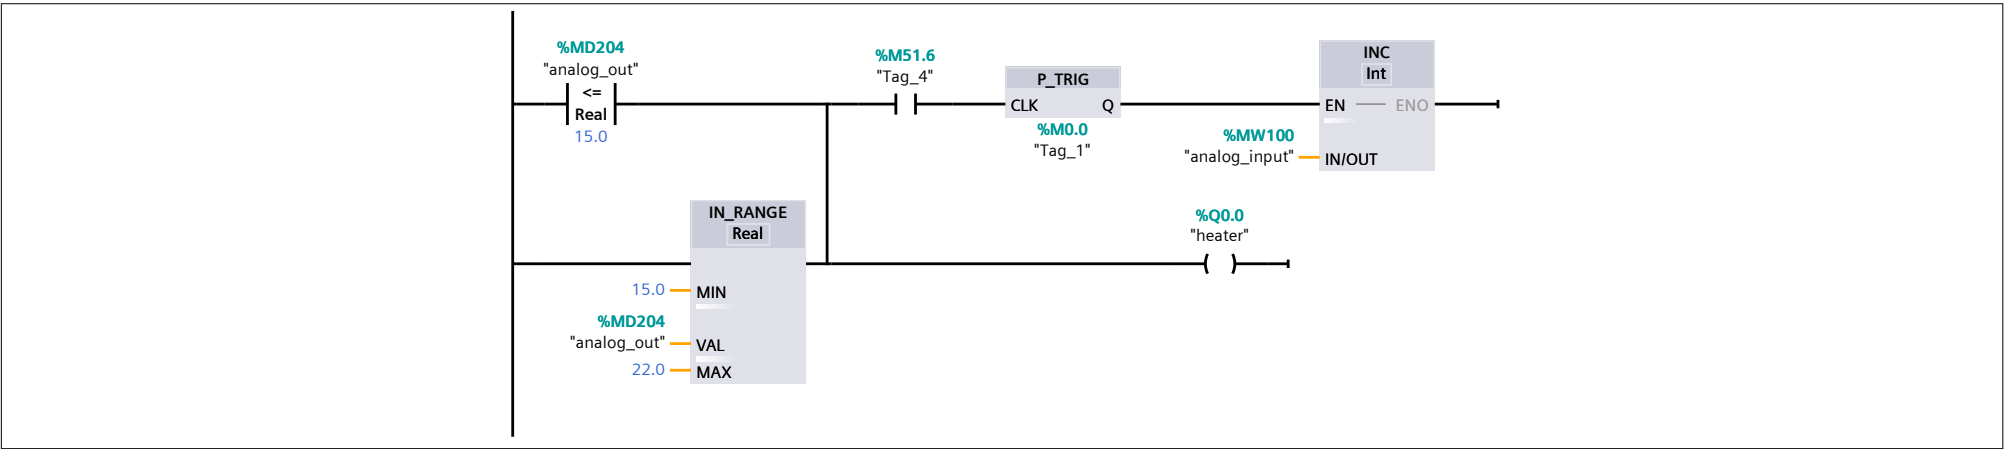 %MD204
"analog_out"
<=
Real
15.0
%M51.6
"Tag_4"
P_TRIG
CLK Q
%M0.0
"Tag_1"
INC
Int
EN ENO
%MW100
"analog_input" IN/OUT
IN_RANGE
Real
15.0 MIN
%MD204
"analog_out" VAL
22.0 MAX
%Q0.0
"heater"